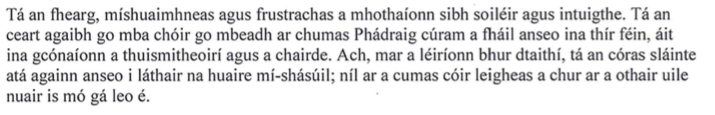 Tá an fhearg, míshuaimhneas agus frustrachas a mhothaíonn sibh soiléir agus intuigthe. Tá an
ceart agaibh go mba chóir go mbeadh ar chumas Phádraig cúram a fháil anseo ina thír féin, áit
ina gcónaíonn a thuismitheoirí agus a chairde. Ach, mar a léiríonn bhur dtaithí, tá an córas sláinte
atá againn anseo i láthair na huaire mí-shásúil; níl ar a cumas cóir leigheas a chur ar a othair uile
nuair is mó gá leo é.